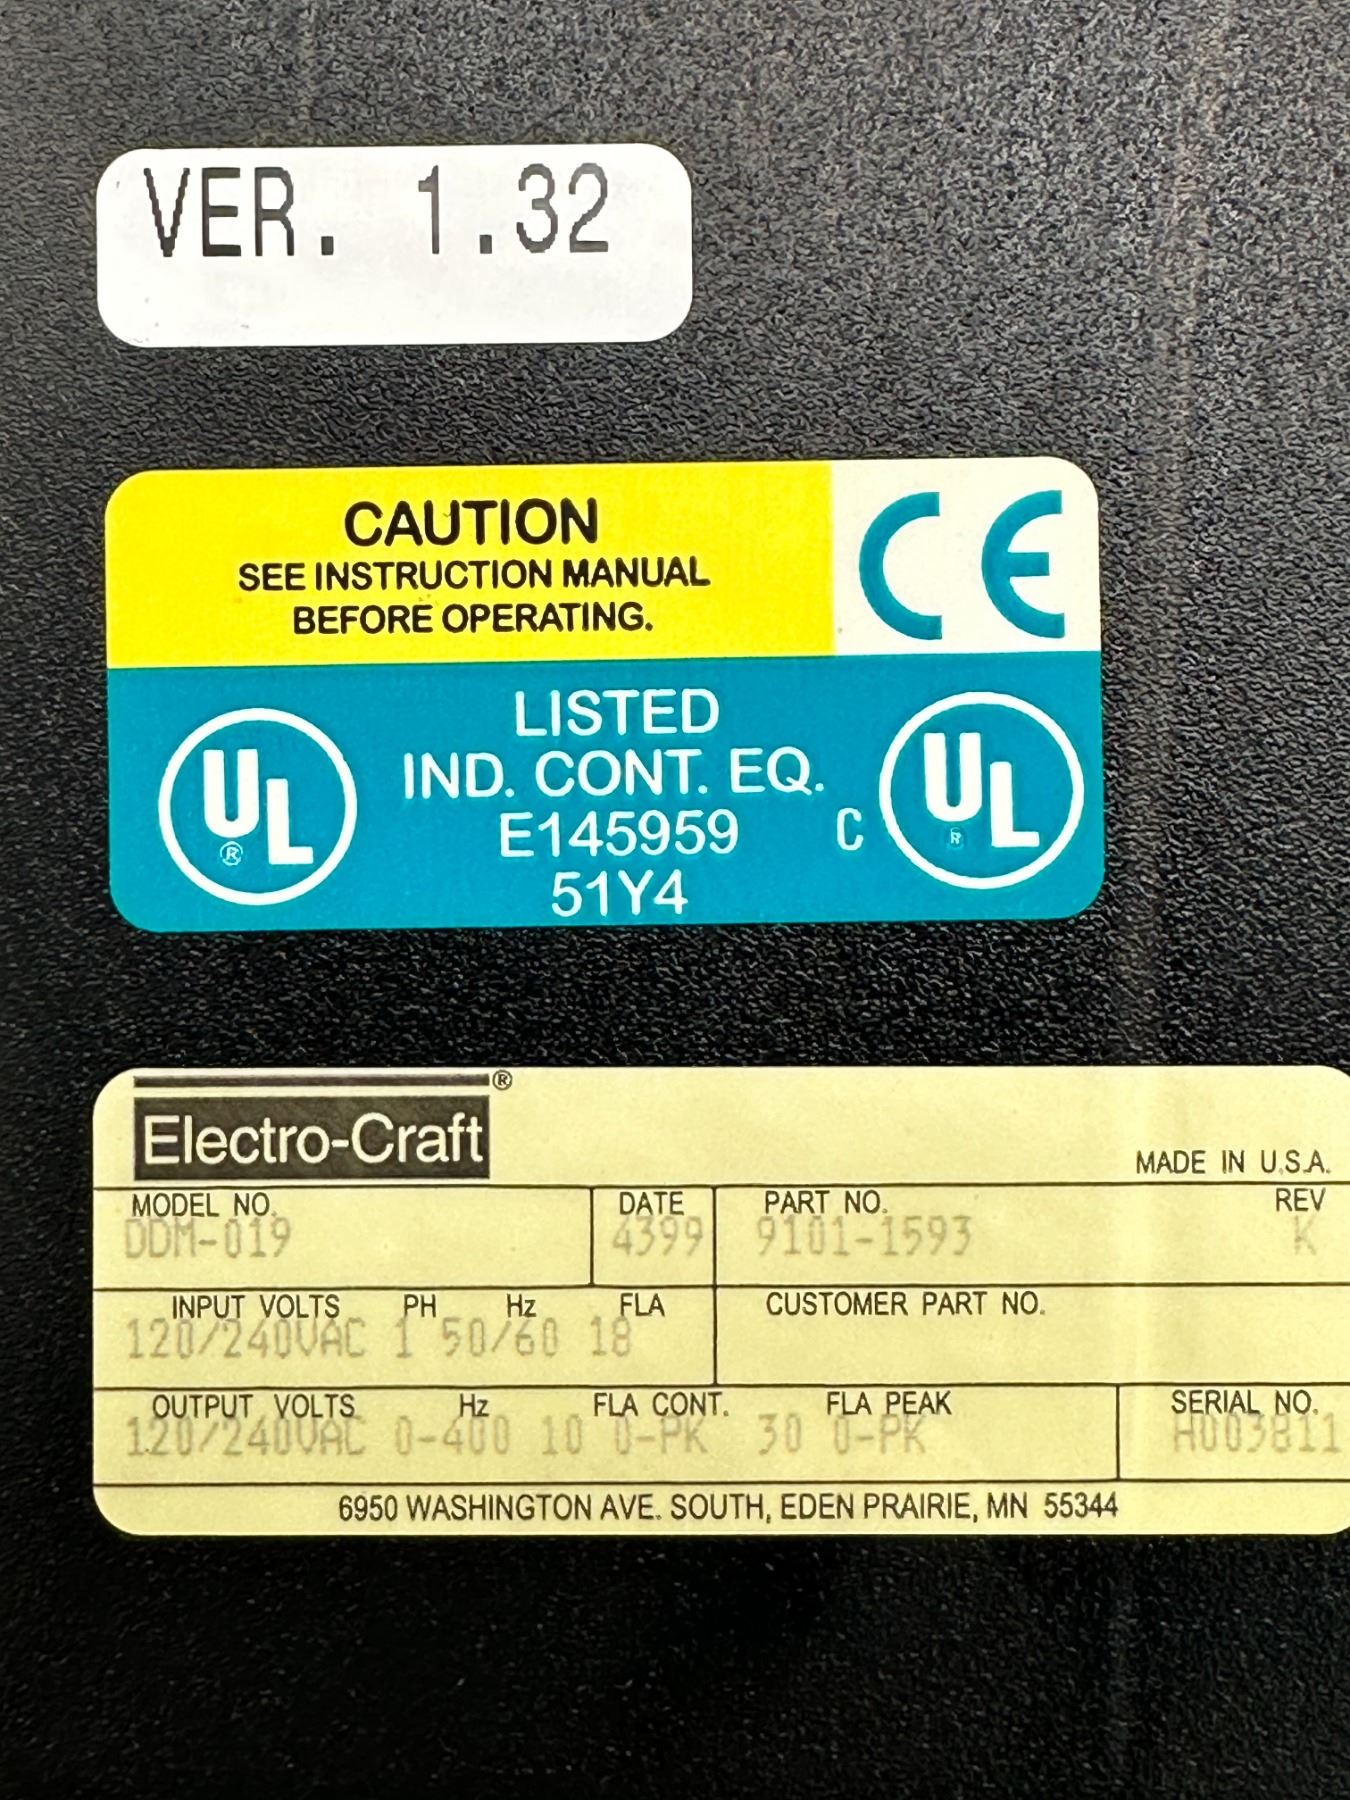 VER. 1.32
CAUTION
SEE INSTRUCTION MANUAL
BEFORE OPERATING.
CE
LISTED
IND. CONT. EQ.
E145959
51Y4
UL®
C UL®
Electro-Craft®
MADE IN U.S.A.
MODEL NO. DATE PART NO. REV
DDM-019 4399 9101-1593 K
INPUT VOLTS PH Hz FLA CUSTOMER PART NO.
120/240VAC 1 50/60 18
OUTPUT VOLTS Hz FLA CONT. FLA PEAK SERIAL NO.
120/240VAC 0-400 10 0-PK 30 0-PK H003811
6950 WASHINGTON AVE. SOUTH, EDEN PRAIRIE, MN 55344